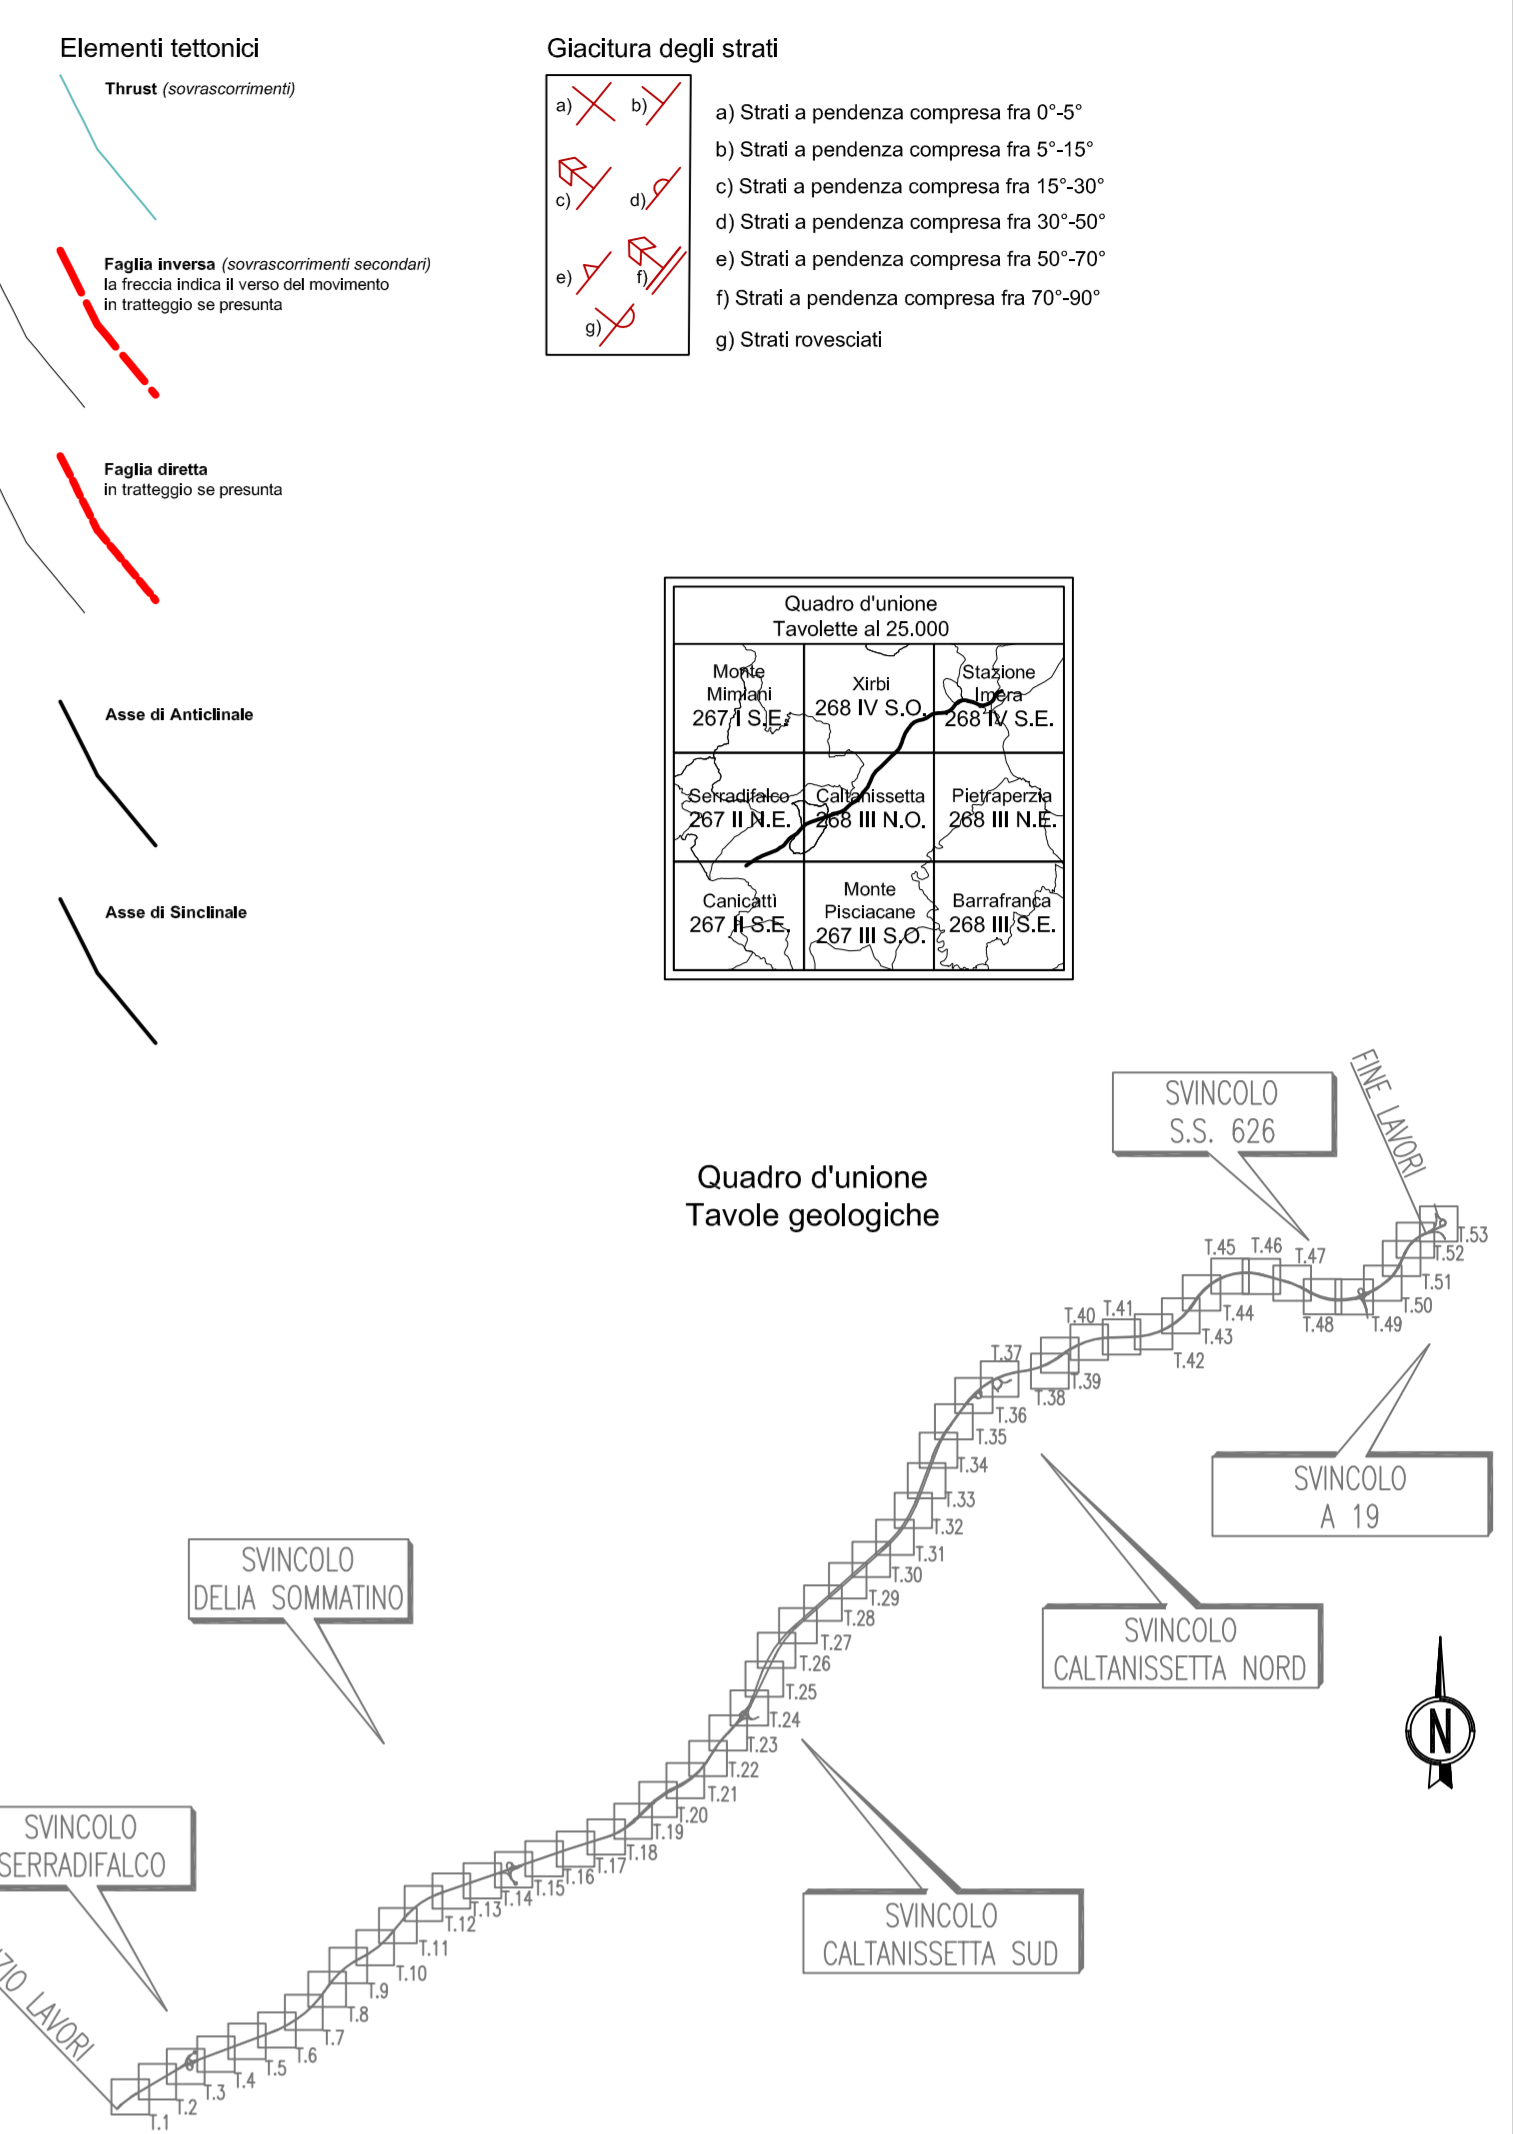 Elementi tettonici
Thrust (sovrascorrimenti)
Faglia inversa (sovrascorrimenti secondari)
la freccia indica il verso del movimento
in tratteggio se presunta
Faglia diretta
in tratteggio se presunta
Asse di Anticlinale
Asse di Sinclinale
Giacitura degli strati
a)
b)
c)
d)
e)
f)
g)
a) Strati a pendenza compresa fra 0°-5°
b) Strati a pendenza compresa fra 5°-15°
c) Strati a pendenza compresa fra 15°-30°
d) Strati a pendenza compresa fra 30°-50°
e) Strati a pendenza compresa fra 50°-70°
f) Strati a pendenza compresa fra 70°-90°
g) Strati rovesciati
Quadro d'unione
Tavolette al 25.000
Monte
Mimiani
267 I S.E.
Xirbi
268 IV S.O.
Stazione
Imera
268 IV S.E.
Serradifalco
267 II N.E.
Caltanissetta
268 III N.O.
Pietraperzia
268 III N.E.
Canicattì
267 II S.E.
Monte
Pisciacane
267 III S.O.
Barrafranca
268 III S.E.
Quadro d'unione
Tavole geologiche
SVINCOLO
S.S. 626
FINE LAVORI
SVINCOLO
A 19
SVINCOLO
CALTANISSETTA NORD
SVINCOLO
DELIA SOMMATINO
SVINCOLO
SERRADIFALCO
SVINCOLO
CALTANISSETTA SUD
LAVORI
N
T.53
T.52
T.51
T.50
T.49
T.48
T.47
T.46
T.45
T.44
T.43
T.42
T.41
T.40
T.39
T.38
T.37
T.36
T.35
T.34
T.33
T.32
T.31
T.30
T.29
T.28
T.27
T.26
T.25
T.24
T.23
T.22
T.21
T.20
T.19
T.18
T.17
T.16
T.15
T.14
T.13
T.12
T.11
T.10
T.9
T.8
T.7
T.6
T.5
T.4
T.3
T.2
T.1